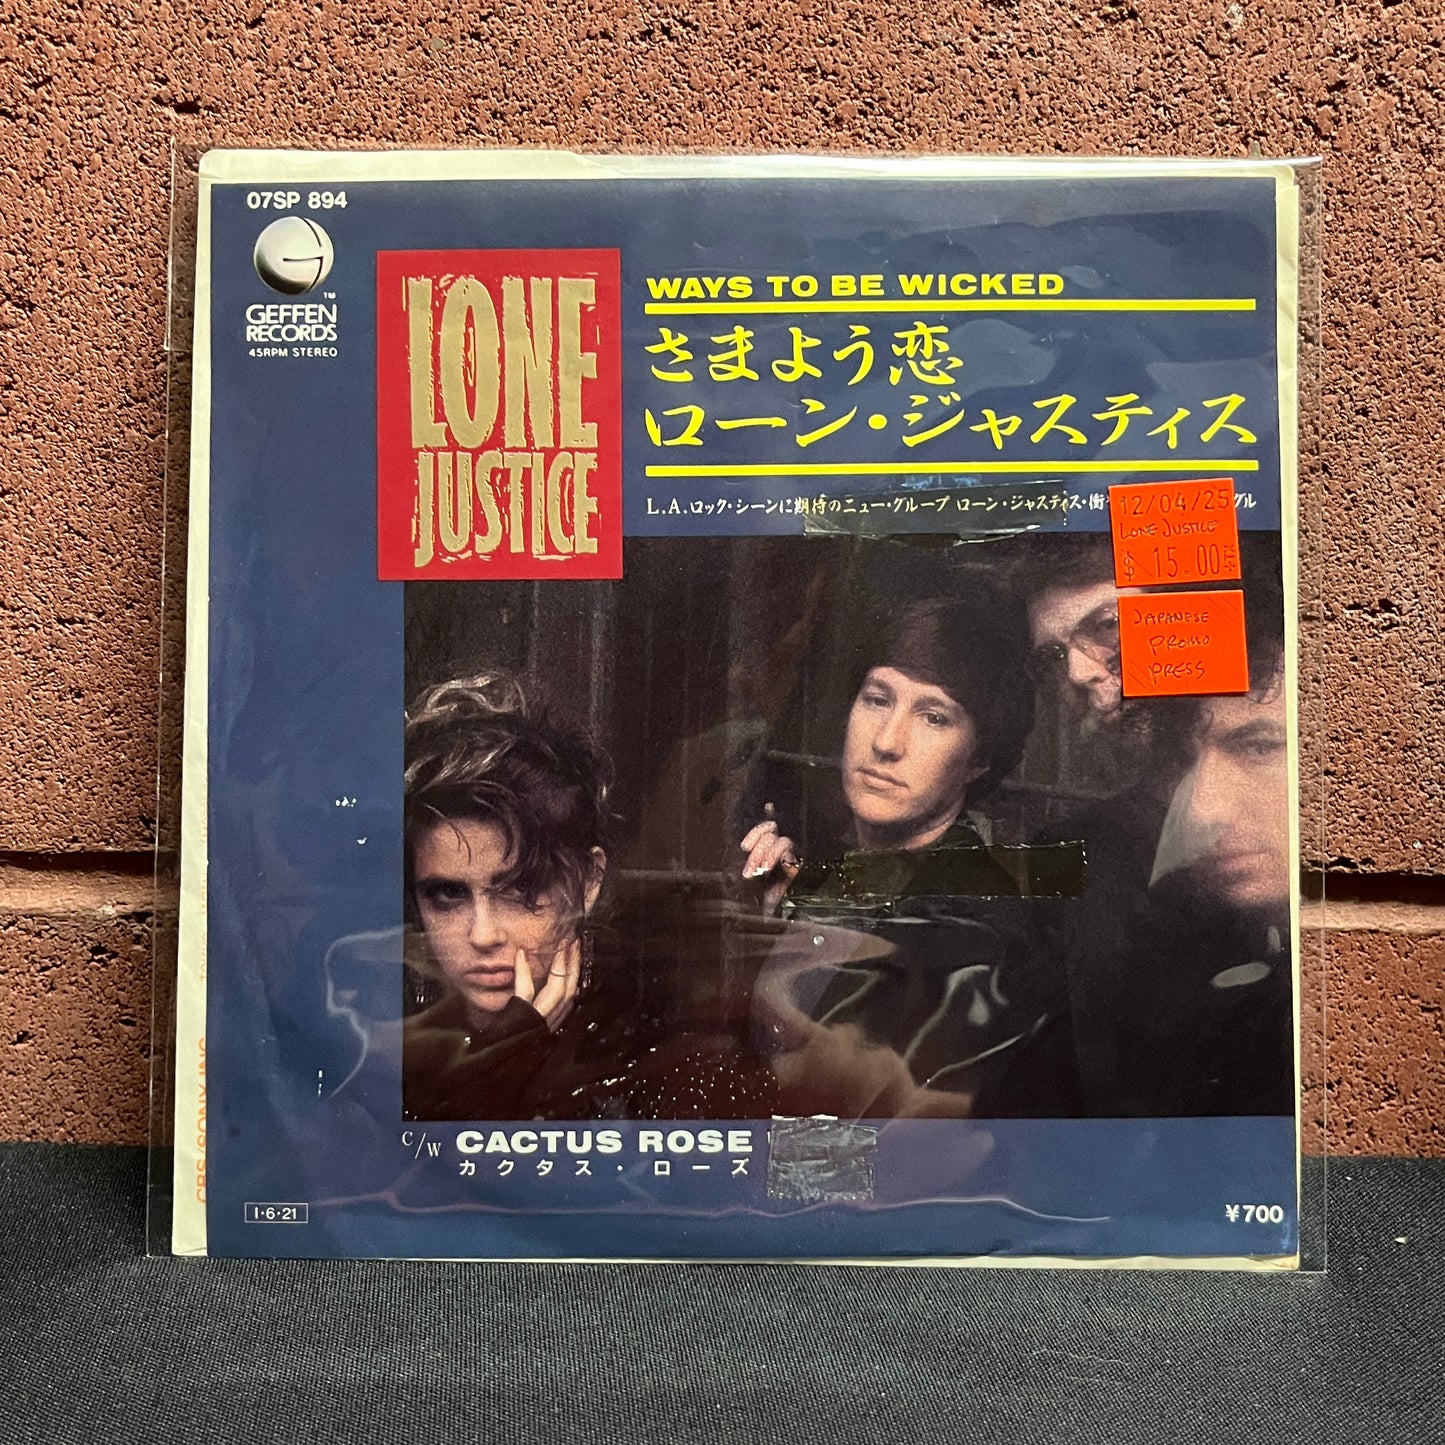 07SP 894
GEFFEN
RECORDS
TM
45RPM STEREO
LONE
JUSTICE
WAYS TO BE WICKED
さまよう恋
ローン・ジャスティス
L.A.ロック・シーンに期待のニュー・グループ ローン・ジャスティス・衝 グル
12/04/25
LONE JUSTICE
$ 15.00
JAPANESE
PROMO
PRESS
CBS/SONY INC.
C/W CACTUS ROSE
カクタス・ローズ
I·6·21
¥700